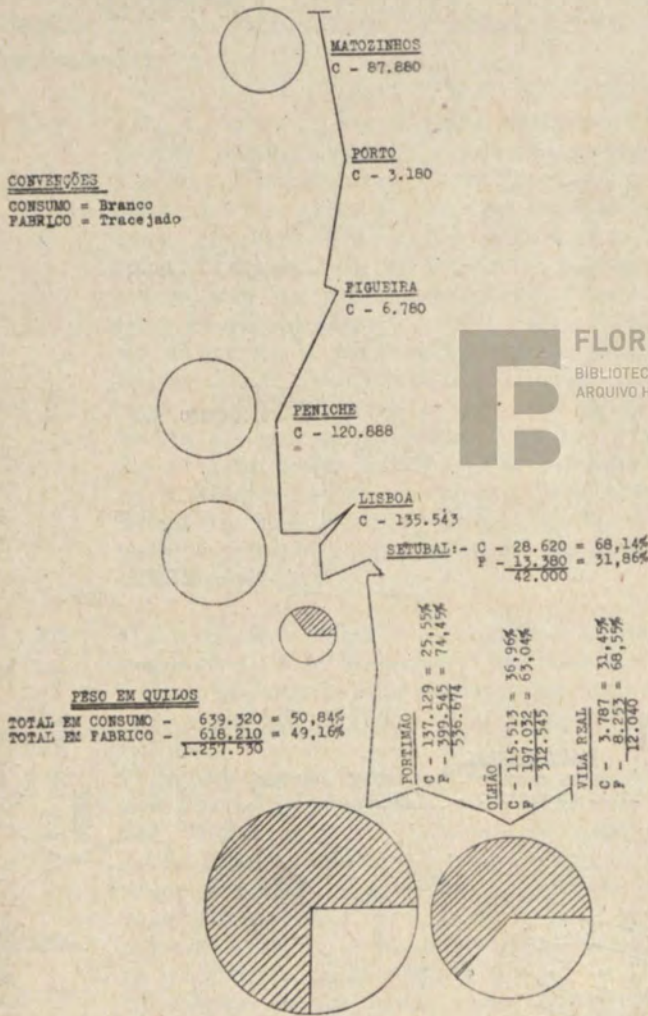 MATOZINHOS
C - 87.880
PÓRTO
C - 3.180
CONVENÇÕES
CONSUMO = Branco
FABRICO = Tracejado
FIGUEIRA
C - 6.780
FLOR
BIBLIOTEC
ARQUIVO H
PENICHE
C - 120.888
LISBOA
C - 135.543
SETUBAL:- C - 28.620 = 68,14%
F - 13.380 = 31,86%
42.000
PESO EM QUILOS
TOTAL EM CONSUMO - 639.320 = 50,84%
TOTAL EM FABRICO - 618.210 = 49,16%
1.257.530
PORTIMÃO
C - 137.129 = 25,55%
F - 399.545 = 74,45%
536.674
OLHÃO
C - 115.513 = 36,96%
F - 197.032 = 63,04%
312.545
VILA REAL
C - 3.787 = 31,45%
F - 8.253 = 68,55%
12.040